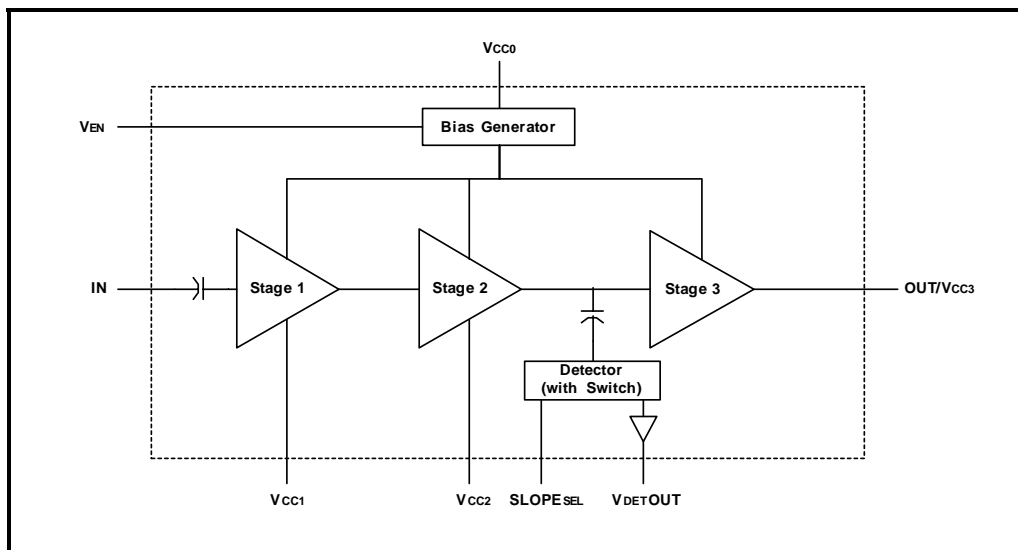 VCC0
VEN
Bias Generator
IN
Stage 1
Stage 2
Stage 3
OUT/VCC3
Detector
(with Switch)
VCC1
VCC2
SLOPESEL
VDETOUT